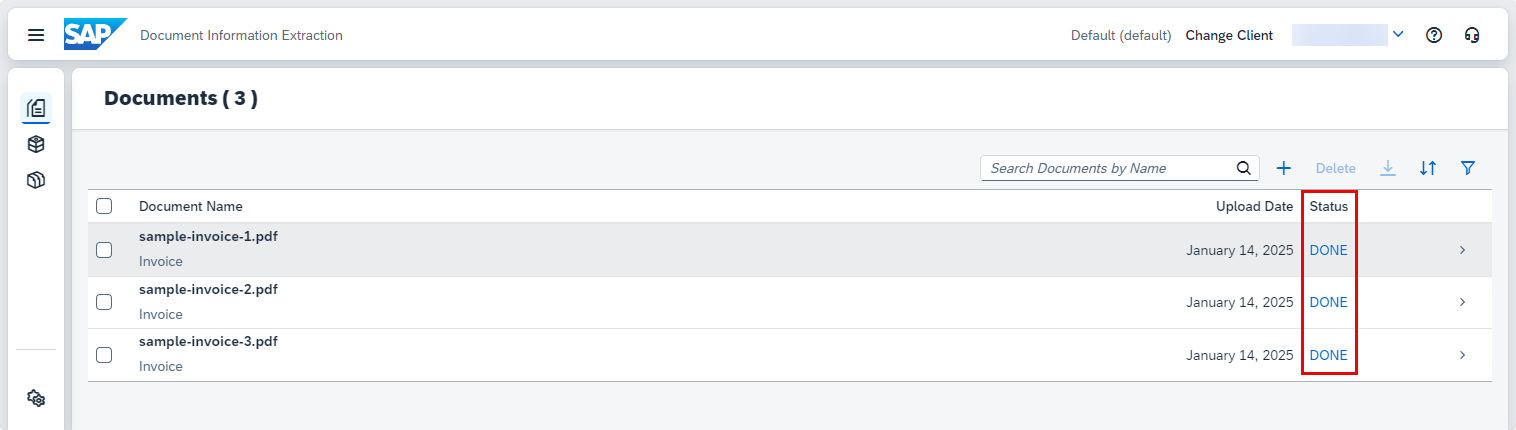 SAP Document Information Extraction Default (default) Change Client
Documents ( 3 )
Search Documents by Name Delete
Document Name Upload Date Status
sample-invoice-1.pdf
Invoice January 14, 2025 DONE
sample-invoice-2.pdf
Invoice January 14, 2025 DONE
sample-invoice-3.pdf
Invoice January 14, 2025 DONE